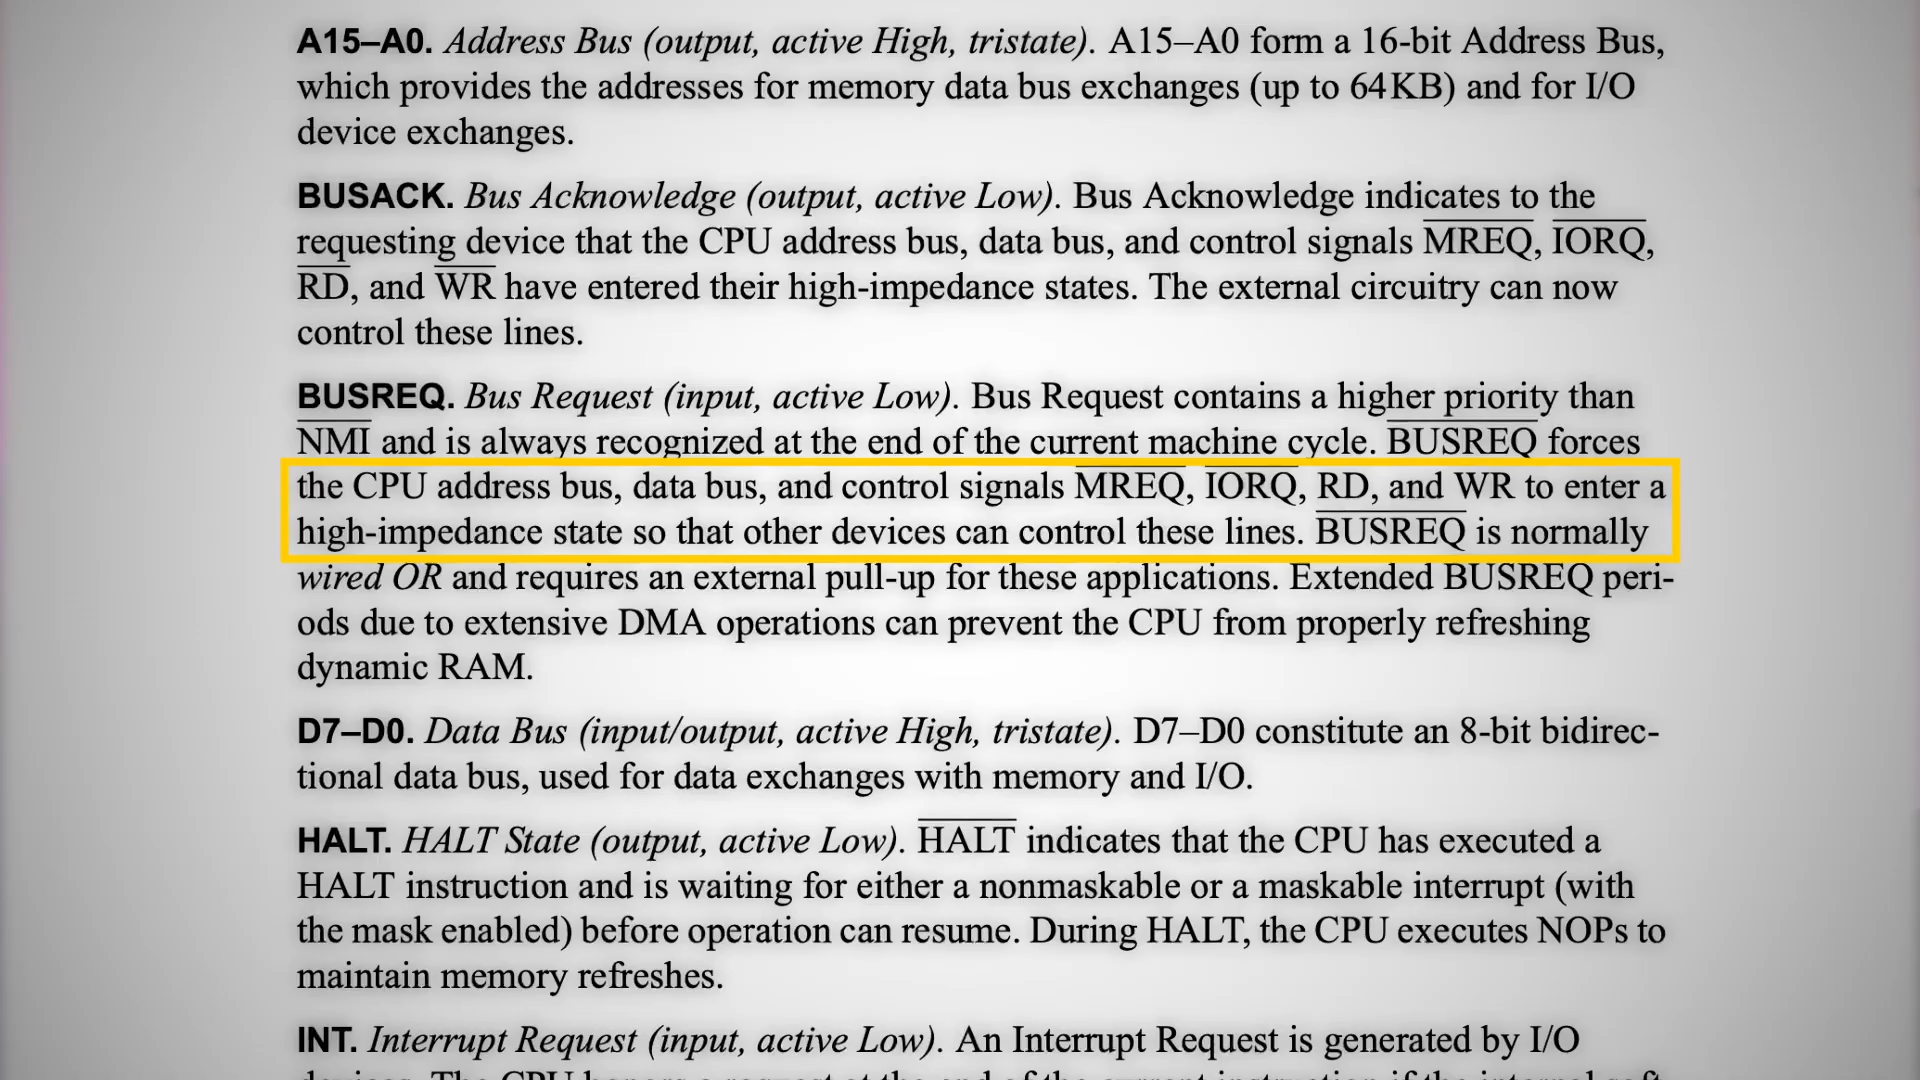 A15–A0. Address Bus (output, active High, tristate). A15–A0 form a 16-bit Address Bus,
which provides the addresses for memory data bus exchanges (up to 64KB) and for I/O
device exchanges.
BUSACK. Bus Acknowledge (output, active Low). Bus Acknowledge indicates to the
requesting device that the CPU address bus, data bus, and control signals MREQ, IORQ,
RD, and WR have entered their high-impedance states. The external circuitry can now
control these lines.
BUSREQ. Bus Request (input, active Low). Bus Request contains a higher priority than
NMI and is always recognized at the end of the current machine cycle. BUSREQ forces
the CPU address bus, data bus, and control signals MREQ, IORQ, RD, and WR to enter a
high-impedance state so that other devices can control these lines. BUSREQ is normally
wired OR and requires an external pull-up for these applications. Extended BUSREQ peri-
ods due to extensive DMA operations can prevent the CPU from properly refreshing
dynamic RAM.
D7–D0. Data Bus (input/output, active High, tristate). D7–D0 constitute an 8-bit bidirec-
tional data bus, used for data exchanges with memory and I/O.
HALT. HALT State (output, active Low). HALT indicates that the CPU has executed a
HALT instruction and is waiting for either a nonmaskable or a maskable interrupt (with
the mask enabled) before operation can resume. During HALT, the CPU executes NOPs to
maintain memory refreshes.
INT. Interrupt Request (input, active Low). An Interrupt Request is generated by I/O